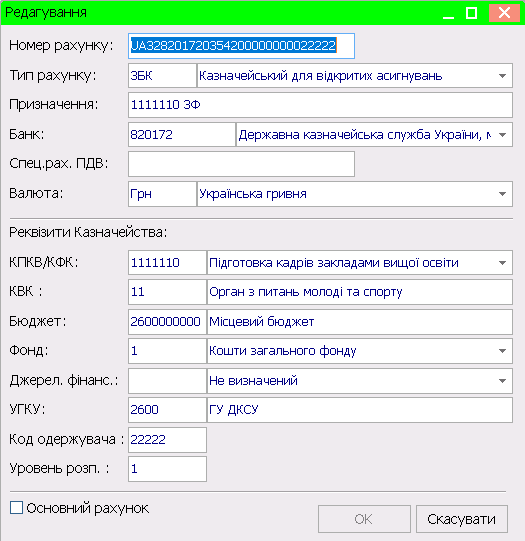 Редагування
Номер рахунку: UA328201720354200000000022222
Тип рахунку: ЗБК Казначейський для відкритих асигнувань
Призначення: 1111110 ЗФ
Банк: 820172 Державна казначейська служба України, м
Спец.рах. ПДВ:
Валюта: Грн Українська гривня
Реквізити Казначейства:
КПКВ/КФК: 1111110 Підготовка кадрів закладами вищої освіти
КВК : 11 Орган з питань молоді та спорту
Бюджет: 2600000000 Місцевий бюджет
Фонд: 1 Кошти загального фонду
Джерел. фінанс.: Не визначений
УГКУ: 2600 ГУ ДКСУ
Код одержувача : 22222
Уровень розп. : 1
Основний рахунок
ОК Скасувати